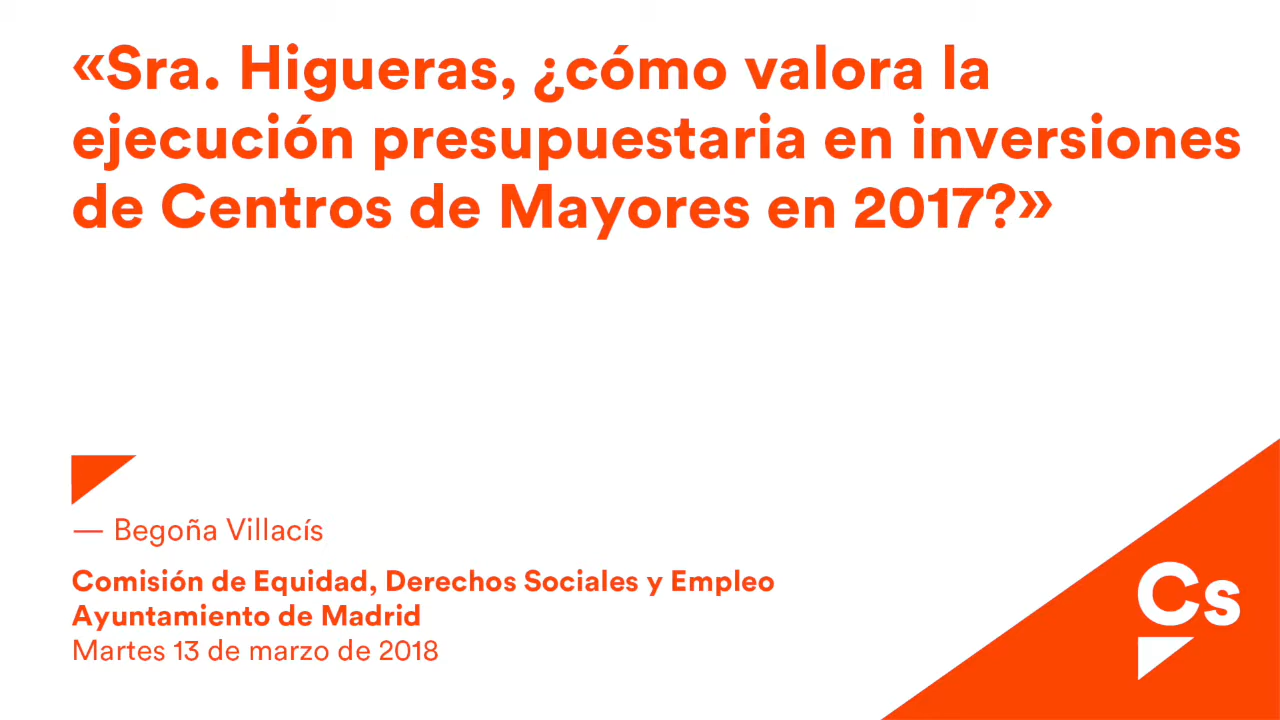 «Sra. Higueras, ¿cómo valora la
ejecución presupuestaria en inversiones
de Centros de Mayores en 2017?»
— Begoña Villacís
Comisión de Equidad, Derechos Sociales y Empleo
Ayuntamiento de Madrid
Martes 13 de marzo de 2018
Cs